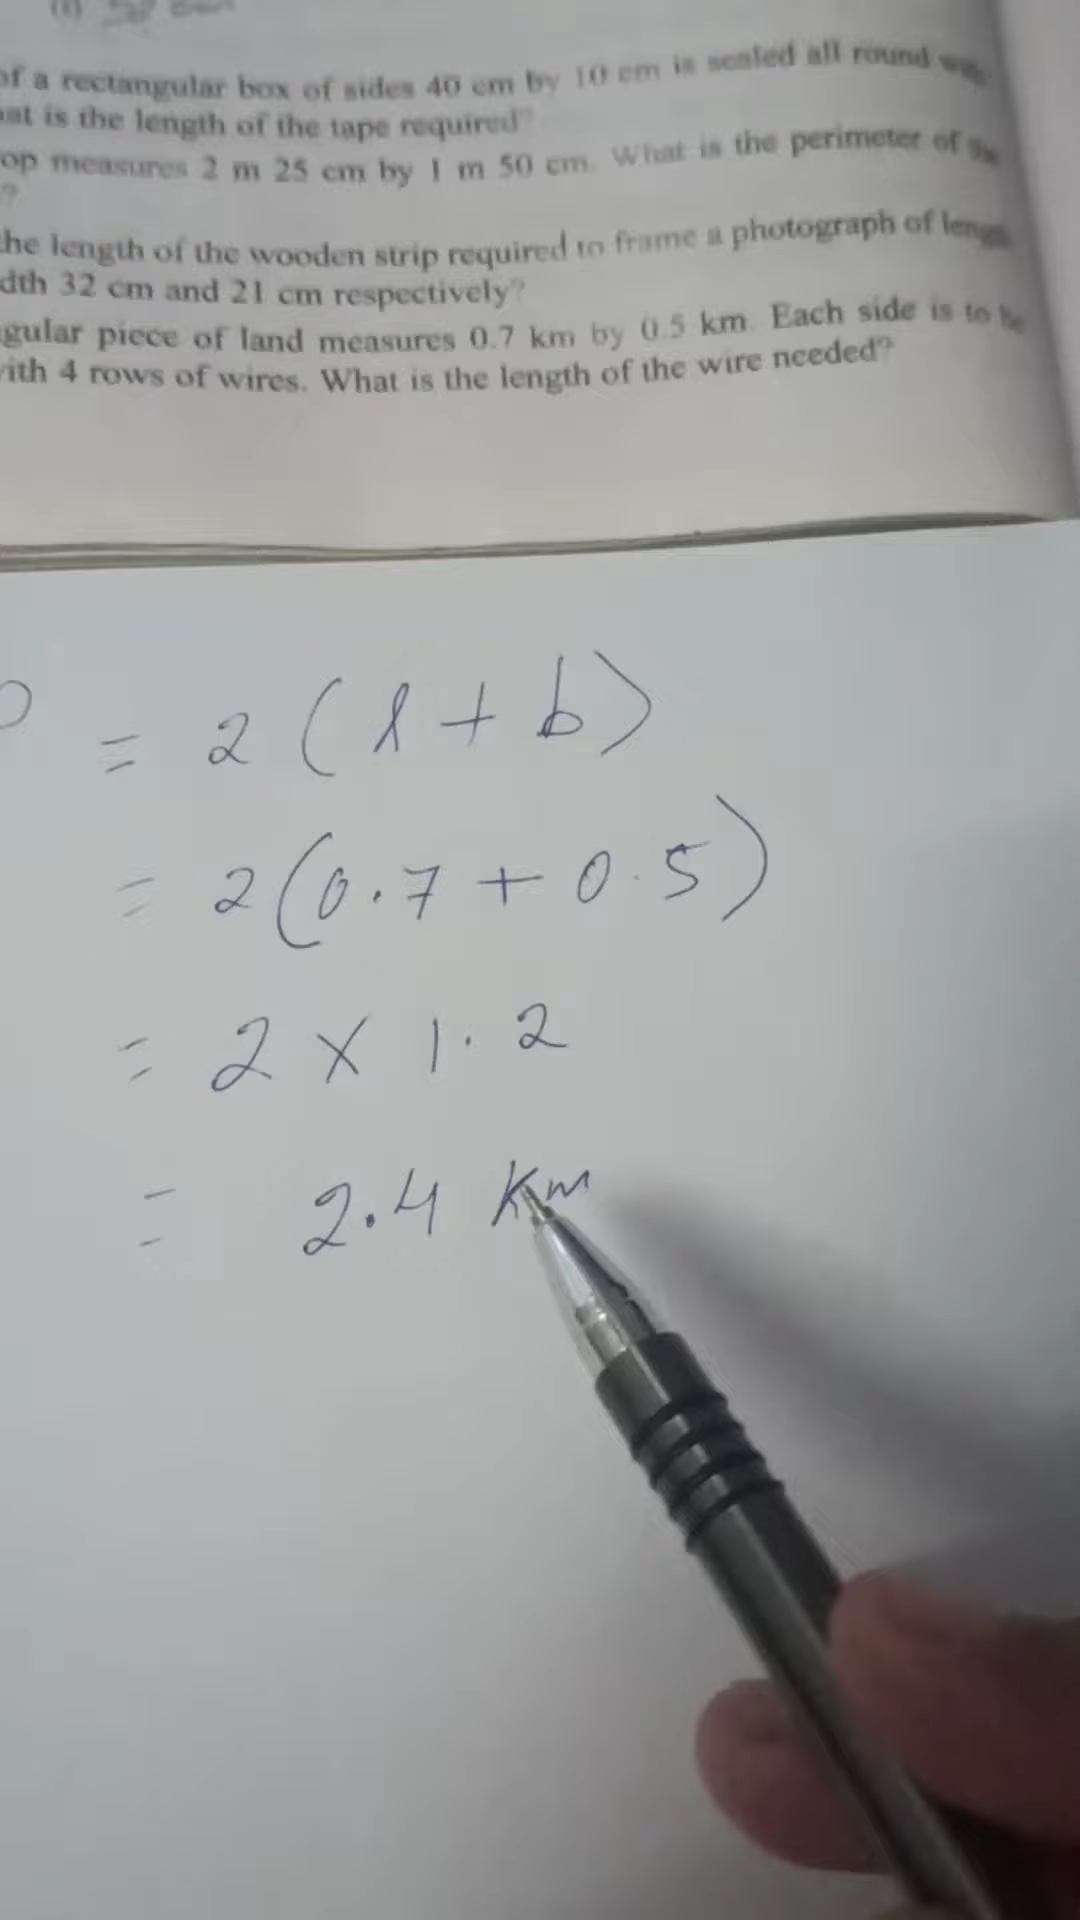 of a rectangular box of sides 40 cm by 10 cm is sealed all round
at is the length of the tape required?
op measures 2 m 25 cm by 1 m 50 cm. What is the perimeter of the
?
the length of the wooden strip required to frame a photograph of length
dth 32 cm and 21 cm respectively?
gular piece of land measures 0.7 km by 0.5 km. Each side is to be
ith 4 rows of wires. What is the length of the wire needed?
= 2 (l + b)
= 2 (0.7 + 0.5)
= 2 × 1.2
= 2.4 Km